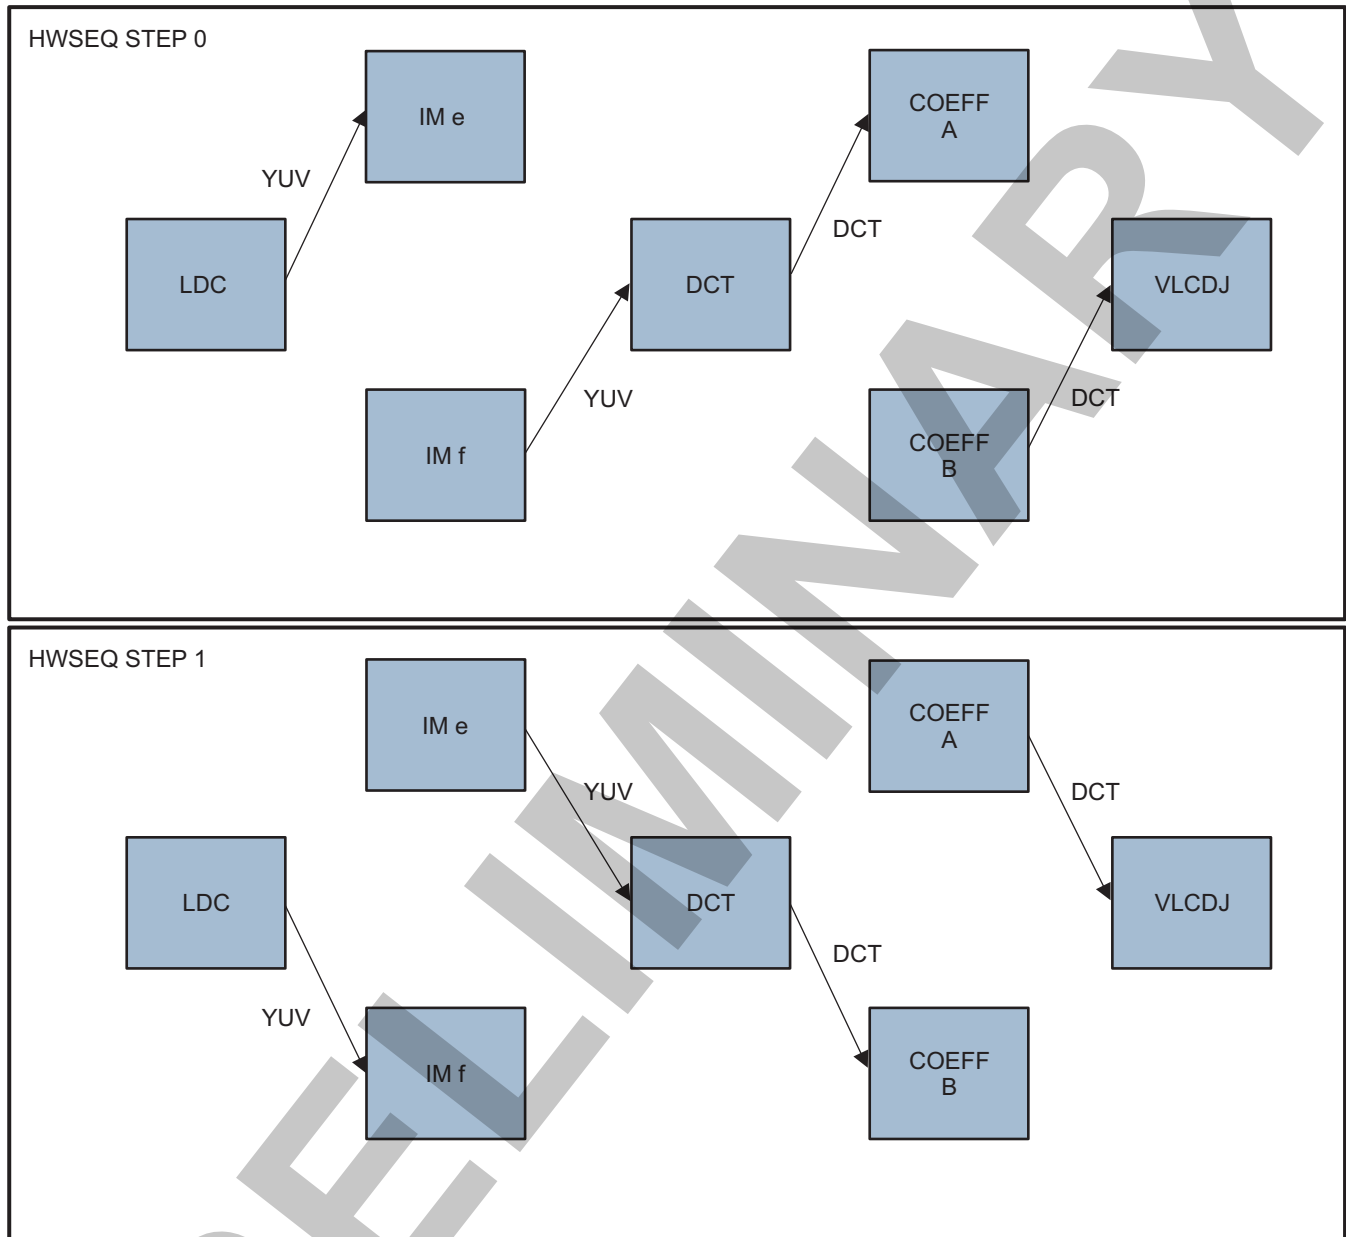 HWSEQ STEP 0
IM e
COEFF
A
YUV
DCT
LDC
DCT
VLCDJ
YUV
DCT
IM f
COEFF
B
HWSEQ STEP 1
IM e
COEFF
A
YUV
DCT
LDC
DCT
VLCDJ
DCT
YUV
IM f
COEFF
B
ELIMINARY